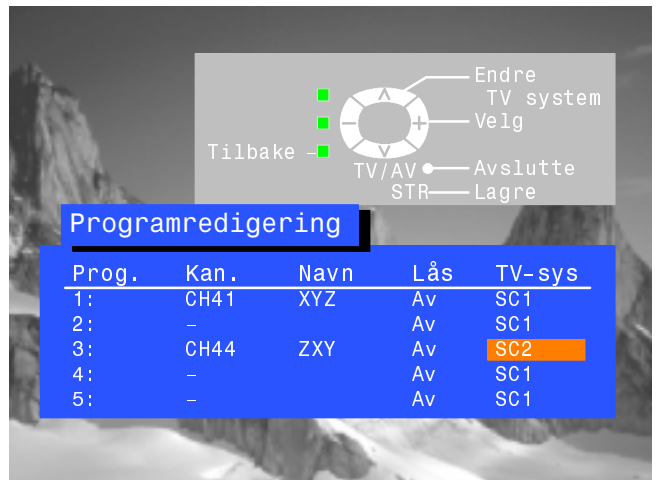 Endre
TV system
Velg
Tilbake –
TV/AV
Avslutte
STR
Lagre
Programredigering
Prog. Kan. Navn Lås TV-sys
1: CH41 XYZ Av SC1
2: – Av SC1
3: CH44 ZXY Av SC2
4: – Av SC1
5: – Av SC1